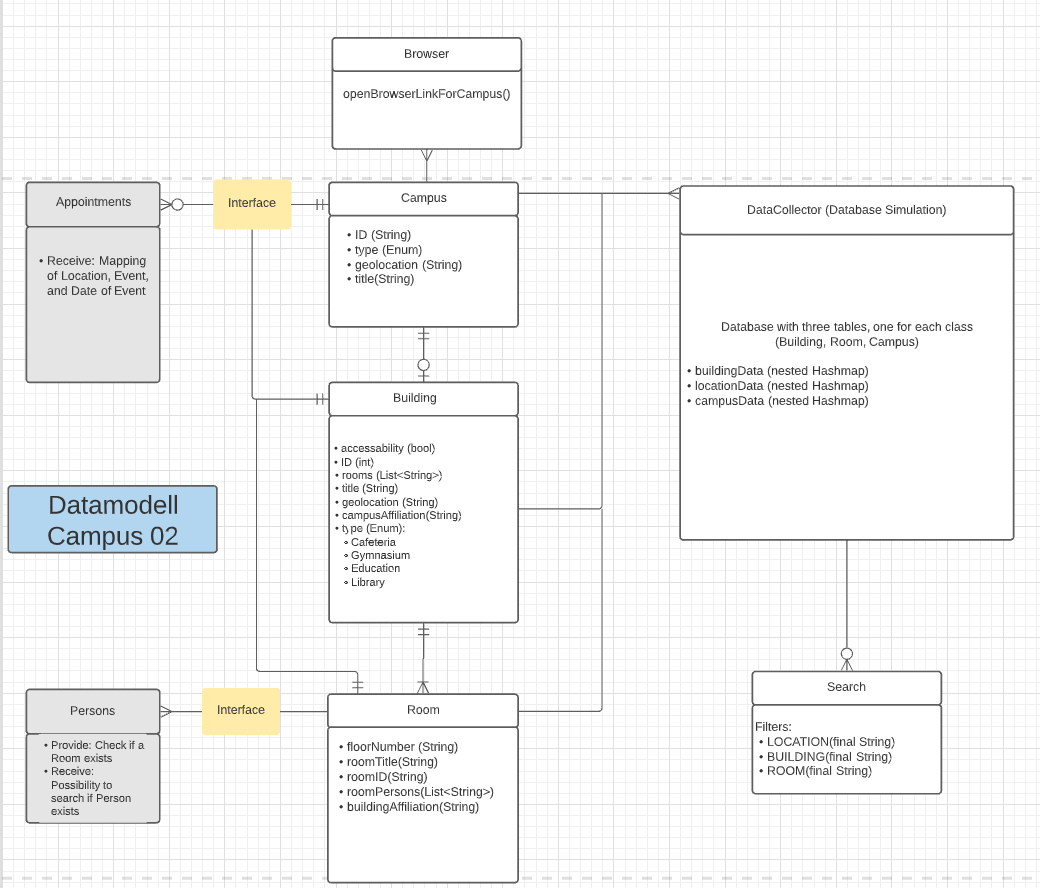 Browser
openBrowserLinkForCampus()
Appointments
• Receive: Mapping
of Location, Event,
and Date of Event
Interface
Campus
• ID (String)
• type (Enum)
• geolocation (String)
• title(String)
DataCollector (Database Simulation)
Database with three tables, one for each class
(Building, Room, Campus)
• buildingData (nested Hashmap)
• locationData (nested Hashmap)
• campusData (nested Hashmap)
Building
• accessability (bool)
• ID (int)
• rooms (List<String>)
• title (String)
• geolocation (String)
• campusAffiliation(String)
• type (Enum):
∘ Cafeteria
∘ Gymnasium
∘ Education
∘ Library
Datamodell
Campus 02
Persons
• Provide: Check if a
Room exists
• Receive:
Possibility to
search if Person
exists
Interface
Room
• floorNumber (String)
• roomTitle(String)
• roomID(String)
• roomPersons(List<String>)
• buildingAffiliation(String)
Search
Filters:
• LOCATION(final String)
• BUILDING(final String)
• ROOM(final String)